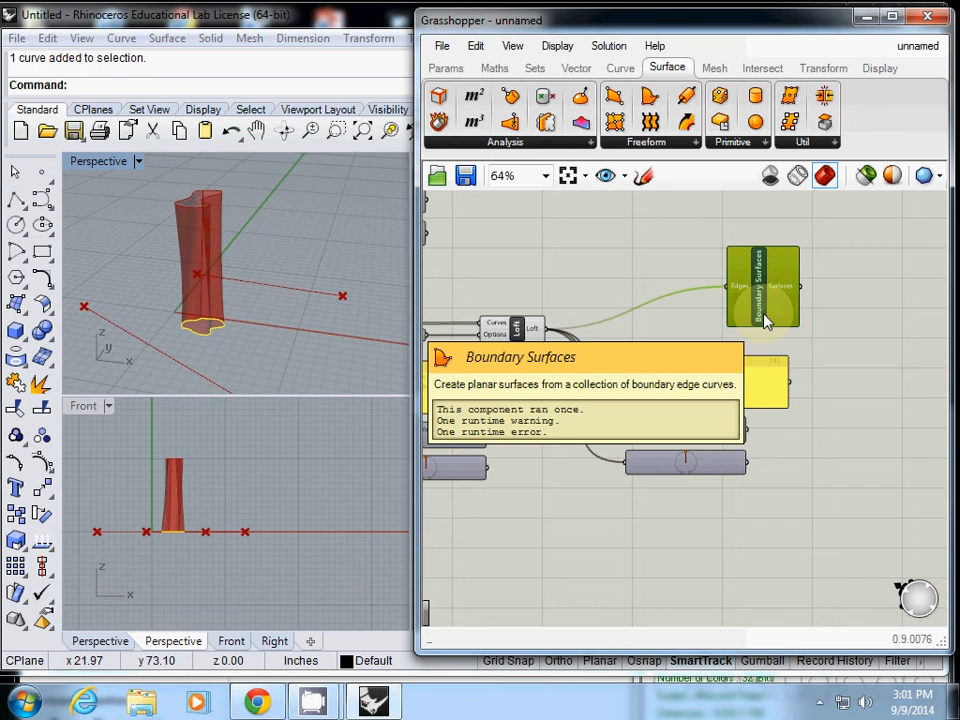 Untitled - Rhinoceros Educational Lab License (64-bit)
File Edit View Curve Surface Solid Mesh Dimension Transform
1 curve added to selection.
Command:
Standard CPlanes Set View Display Select Viewport Layout Visibility
Perspective
z
y
x
Front
z
x
Perspective Perspective Front Right
CPlane x 21.97 y 73.10 z 0.00 Inches Default Grid Snap Ortho Planar Osnap SmartTrack Gumball Record History Filter
Grasshopper - unnamed
File Edit View Display Solution Help unnamed
Params Maths Sets Vector Curve Surface Mesh Intersect Transform Display
m²
m³
Analysis Freeform Primitive Util
64%
Edges Boundary Surfaces Surfaces
Curves
Options
Loft
Loft
Boundary Surfaces
Create planar surfaces from a collection of boundary edge curves.
This component ran once.
One runtime warning.
One runtime error.
0.9.0076
3:01 PM
9/9/2014